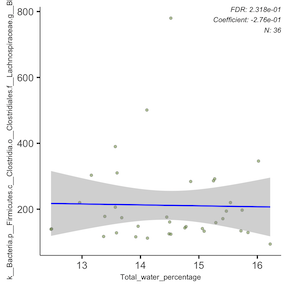 FDR: 2.318e-01
Coefficient: -2.76e-01
N: 36
800
600
400
200
k__Bacteria.p__Firmicutes.c__Clostridia.o__Clostridiales.f__Lachnospiraceae.g__Bl
13
14
15
16
Total_water_percentage